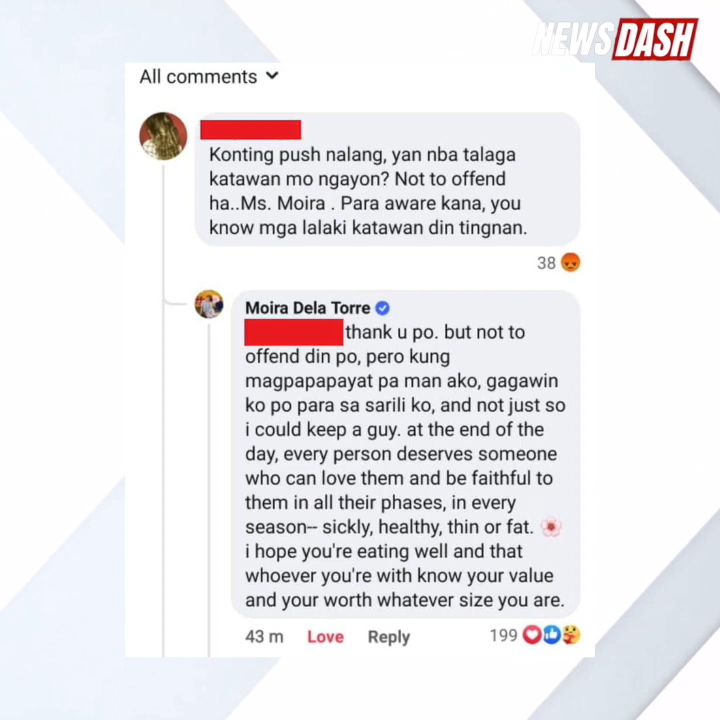 NEWSDASH
All comments
Konting push nalang, yan nba talaga
katawan mo ngayon? Not to offend
ha..Ms. Moira . Para aware kana, you
know mga lalaki katawan din tingnan.
38
Moira Dela Torre
thank u po. but not to
offend din po, pero kung
magpapapayat pa man ako, gagawin
ko po para sa sarili ko, and not just so
i could keep a guy. at the end of the
day, every person deserves someone
who can love them and be faithful to
them in all their phases, in every
season-- sickly, healthy, thin or fat. 🌸
i hope you're eating well and that
whoever you're with know your value
and your worth whatever size you are.
43 m Love Reply 199